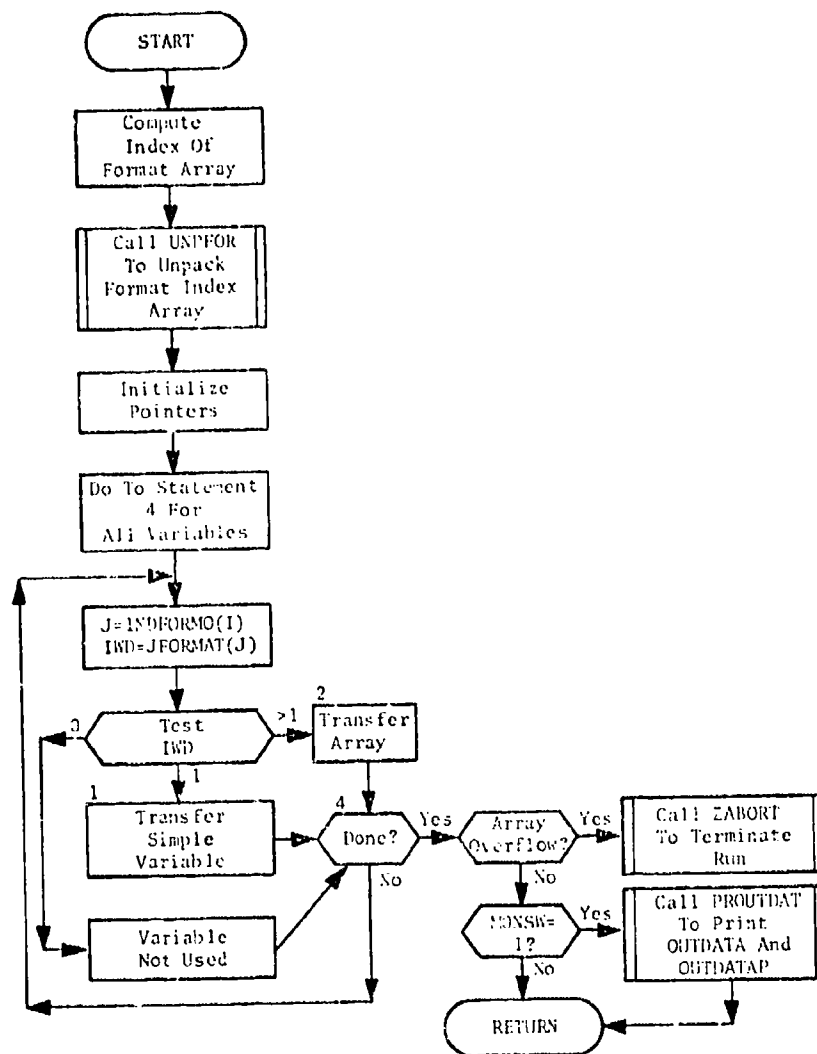 START
Compute
Index Of
Format Array
Call UNPFOR
To Unpack
Format Index
Array
Initialize
Pointers
Do To Statement
4 For
All Variables
J=INDFORMO(I)
IWD=JFORMAT(J)
Test
IWD
>1
2
Transfer
Array
1
1
Transfer
Simple
Variable
4
Done?
Yes
Array
Overflow?
Yes
Call ZABORT
To Terminate
Run
No
No
Variable
Not Used
MONSW=
1?
Yes
Call PROUTDAT
To Print
OUTDATA And
OUTDATAP
No
RETURN